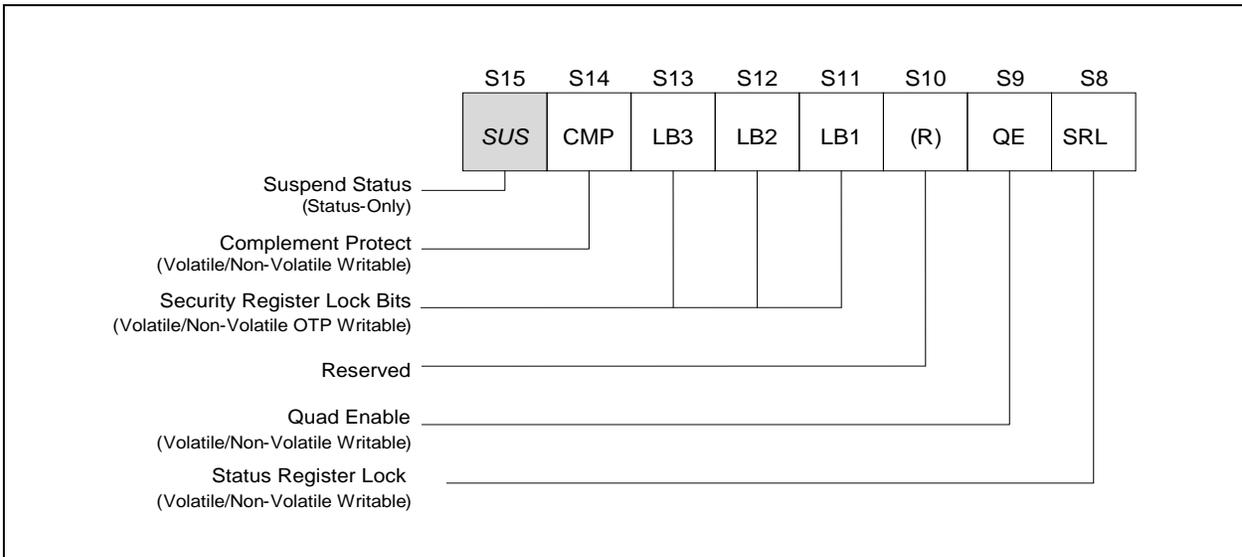 S15 S14 S13 S12 S11 S10 S9 S8
SUS CMP LB3 LB2 LB1 (R) QE SRL
Suspend Status
(Status-Only)
Complement Protect
(Volatile/Non-Volatile Writable)
Security Register Lock Bits
(Volatile/Non-Volatile OTP Writable)
Reserved
Quad Enable
(Volatile/Non-Volatile Writable)
Status Register Lock
(Volatile/Non-Volatile Writable)